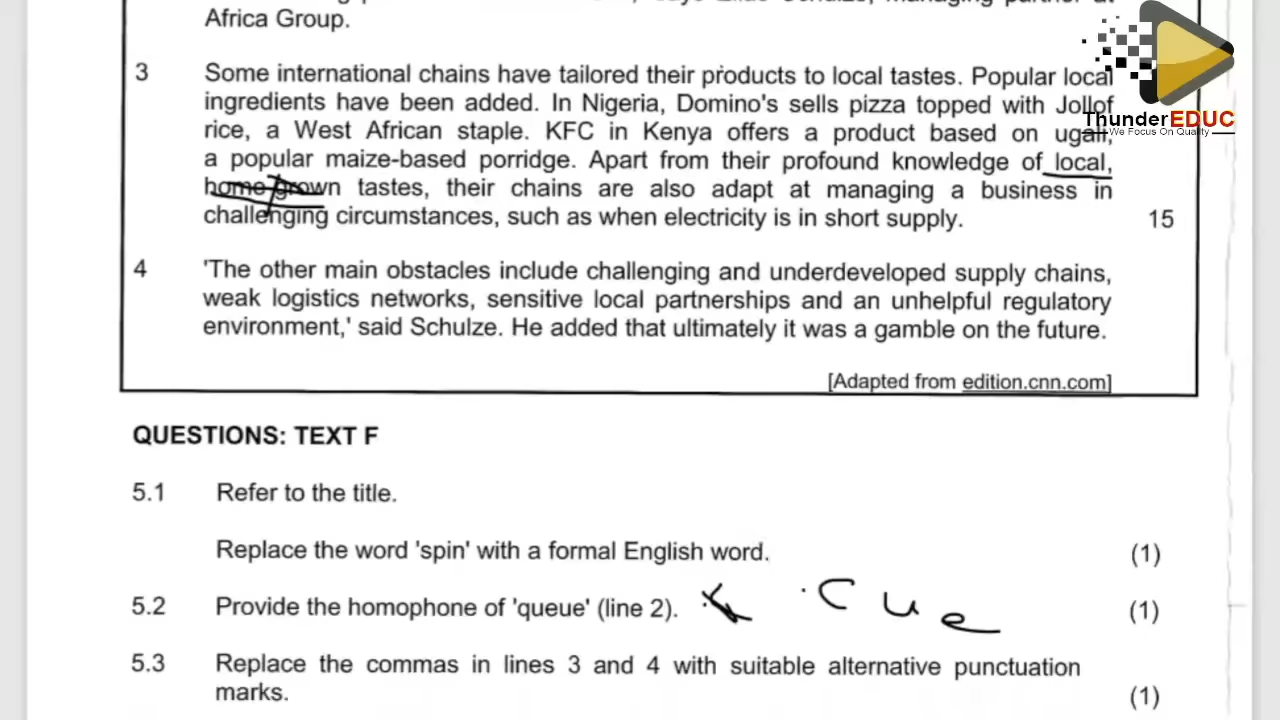 Africa Group.
3 Some international chains have tailored their products to local tastes. Popular local
ingredients have been added. In Nigeria, Domino's sells pizza topped with Jollof
rice, a West African staple. KFC in Kenya offers a product based on ugali,
a popular maize-based porridge. Apart from their profound knowledge of local,
home-grown tastes, their chains are also adapt at managing a business in
challenging circumstances, such as when electricity is in short supply. 15
4 'The other main obstacles include challenging and underdeveloped supply chains,
weak logistics networks, sensitive local partnerships and an unhelpful regulatory
environment,' said Schulze. He added that ultimately it was a gamble on the future.
[Adapted from edition.cnn.com]
ThunderEDUC
We Focus On Quality
QUESTIONS: TEXT F
5.1 Refer to the title.
Replace the word 'spin' with a formal English word. (1)
5.2 Provide the homophone of 'queue' (line 2). Cue (1)
5.3 Replace the commas in lines 3 and 4 with suitable alternative punctuation
marks. (1)